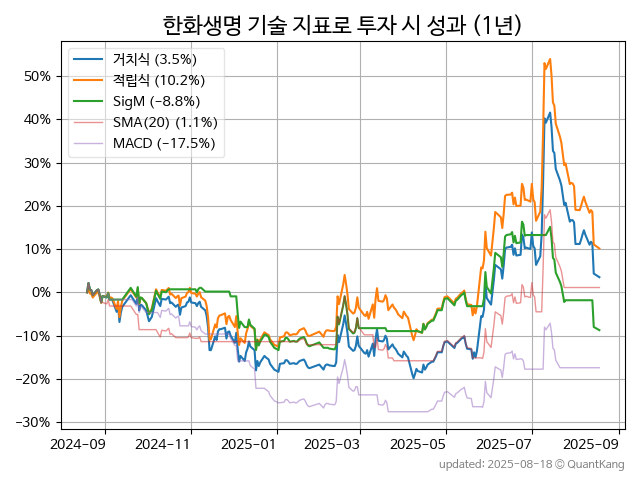 한화생명 기술 지표로 투자 시 성과 (1년)
거치식 (3.5%)
적립식 (10.2%)
SigM (−8.8%)
SMA(20) (1.1%)
MACD (−17.5%)
50%
40%
30%
20%
10%
0%
−10%
−20%
−30%
2024-09 2024-11 2025-01 2025-03 2025-05 2025-07 2025-09
updated: 2025-08-18 © QuantKang